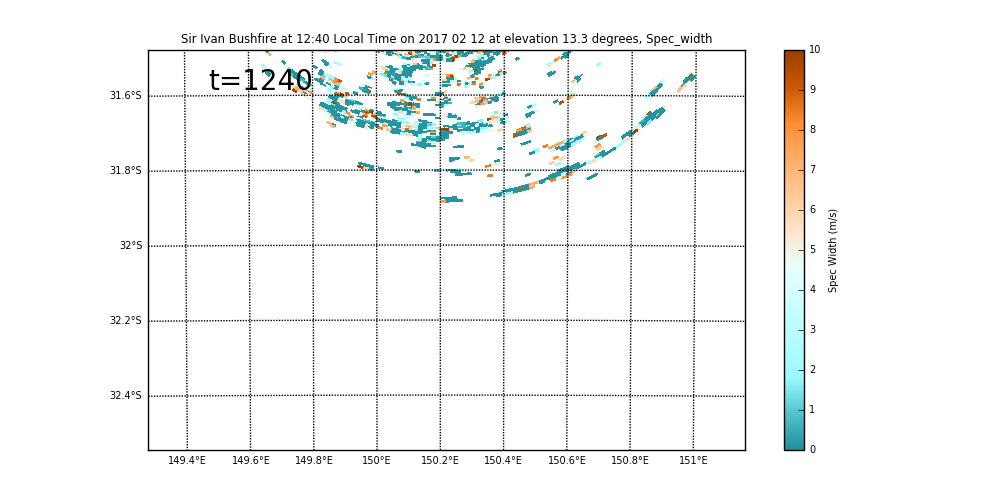 Sir Ivan Bushfire at 12:40 Local Time on 2017 02 12 at elevation 13.3 degrees, Spec_width
t=1240
31.6°S
31.8°S
32°S
32.2°S
32.4°S
149.4°E 149.6°E 149.8°E 150°E 150.2°E 150.4°E 150.6°E 150.8°E 151°E
10
9
8
7
6
5
4
3
2
1
0
Spec Width (m/s)